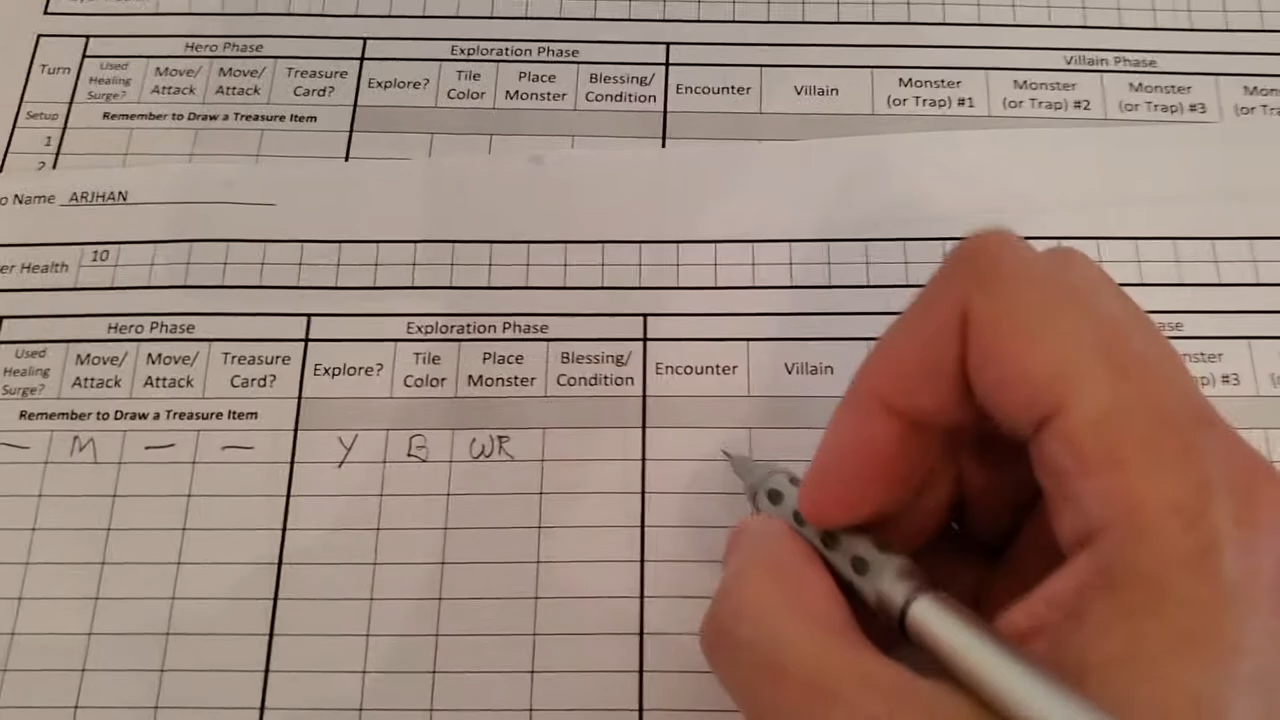 Hero Phase Exploration Phase Villain Phase
Turn Used Healing Surge? Move/ Attack Move/ Attack Treasure Card? Explore? Tile Color Place Monster Blessing/ Condition Encounter Villain Monster (or Trap) #1 Monster (or Trap) #2 Monster (or Trap) #3
Setup Remember to Draw a Treasure Item
1
2
Name ARJHAN
Health 10
Hero Phase Exploration Phase
Used Healing Surge? Move/ Attack Move/ Attack Treasure Card? Explore? Tile Color Place Monster Blessing/ Condition Encounter Villain #3
Remember to Draw a Treasure Item
— M — — Y B WR